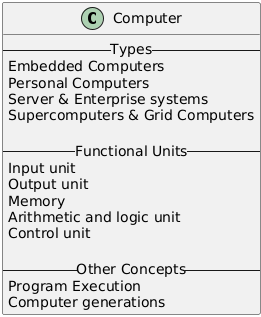 C Computer
Types
Embedded Computers
Personal Computers
Server & Enterprise systems
Supercomputers & Grid Computers
Functional Units
Input unit
Output unit
Memory
Arithmetic and logic unit
Control unit
Other Concepts
Program Execution
Computer generations